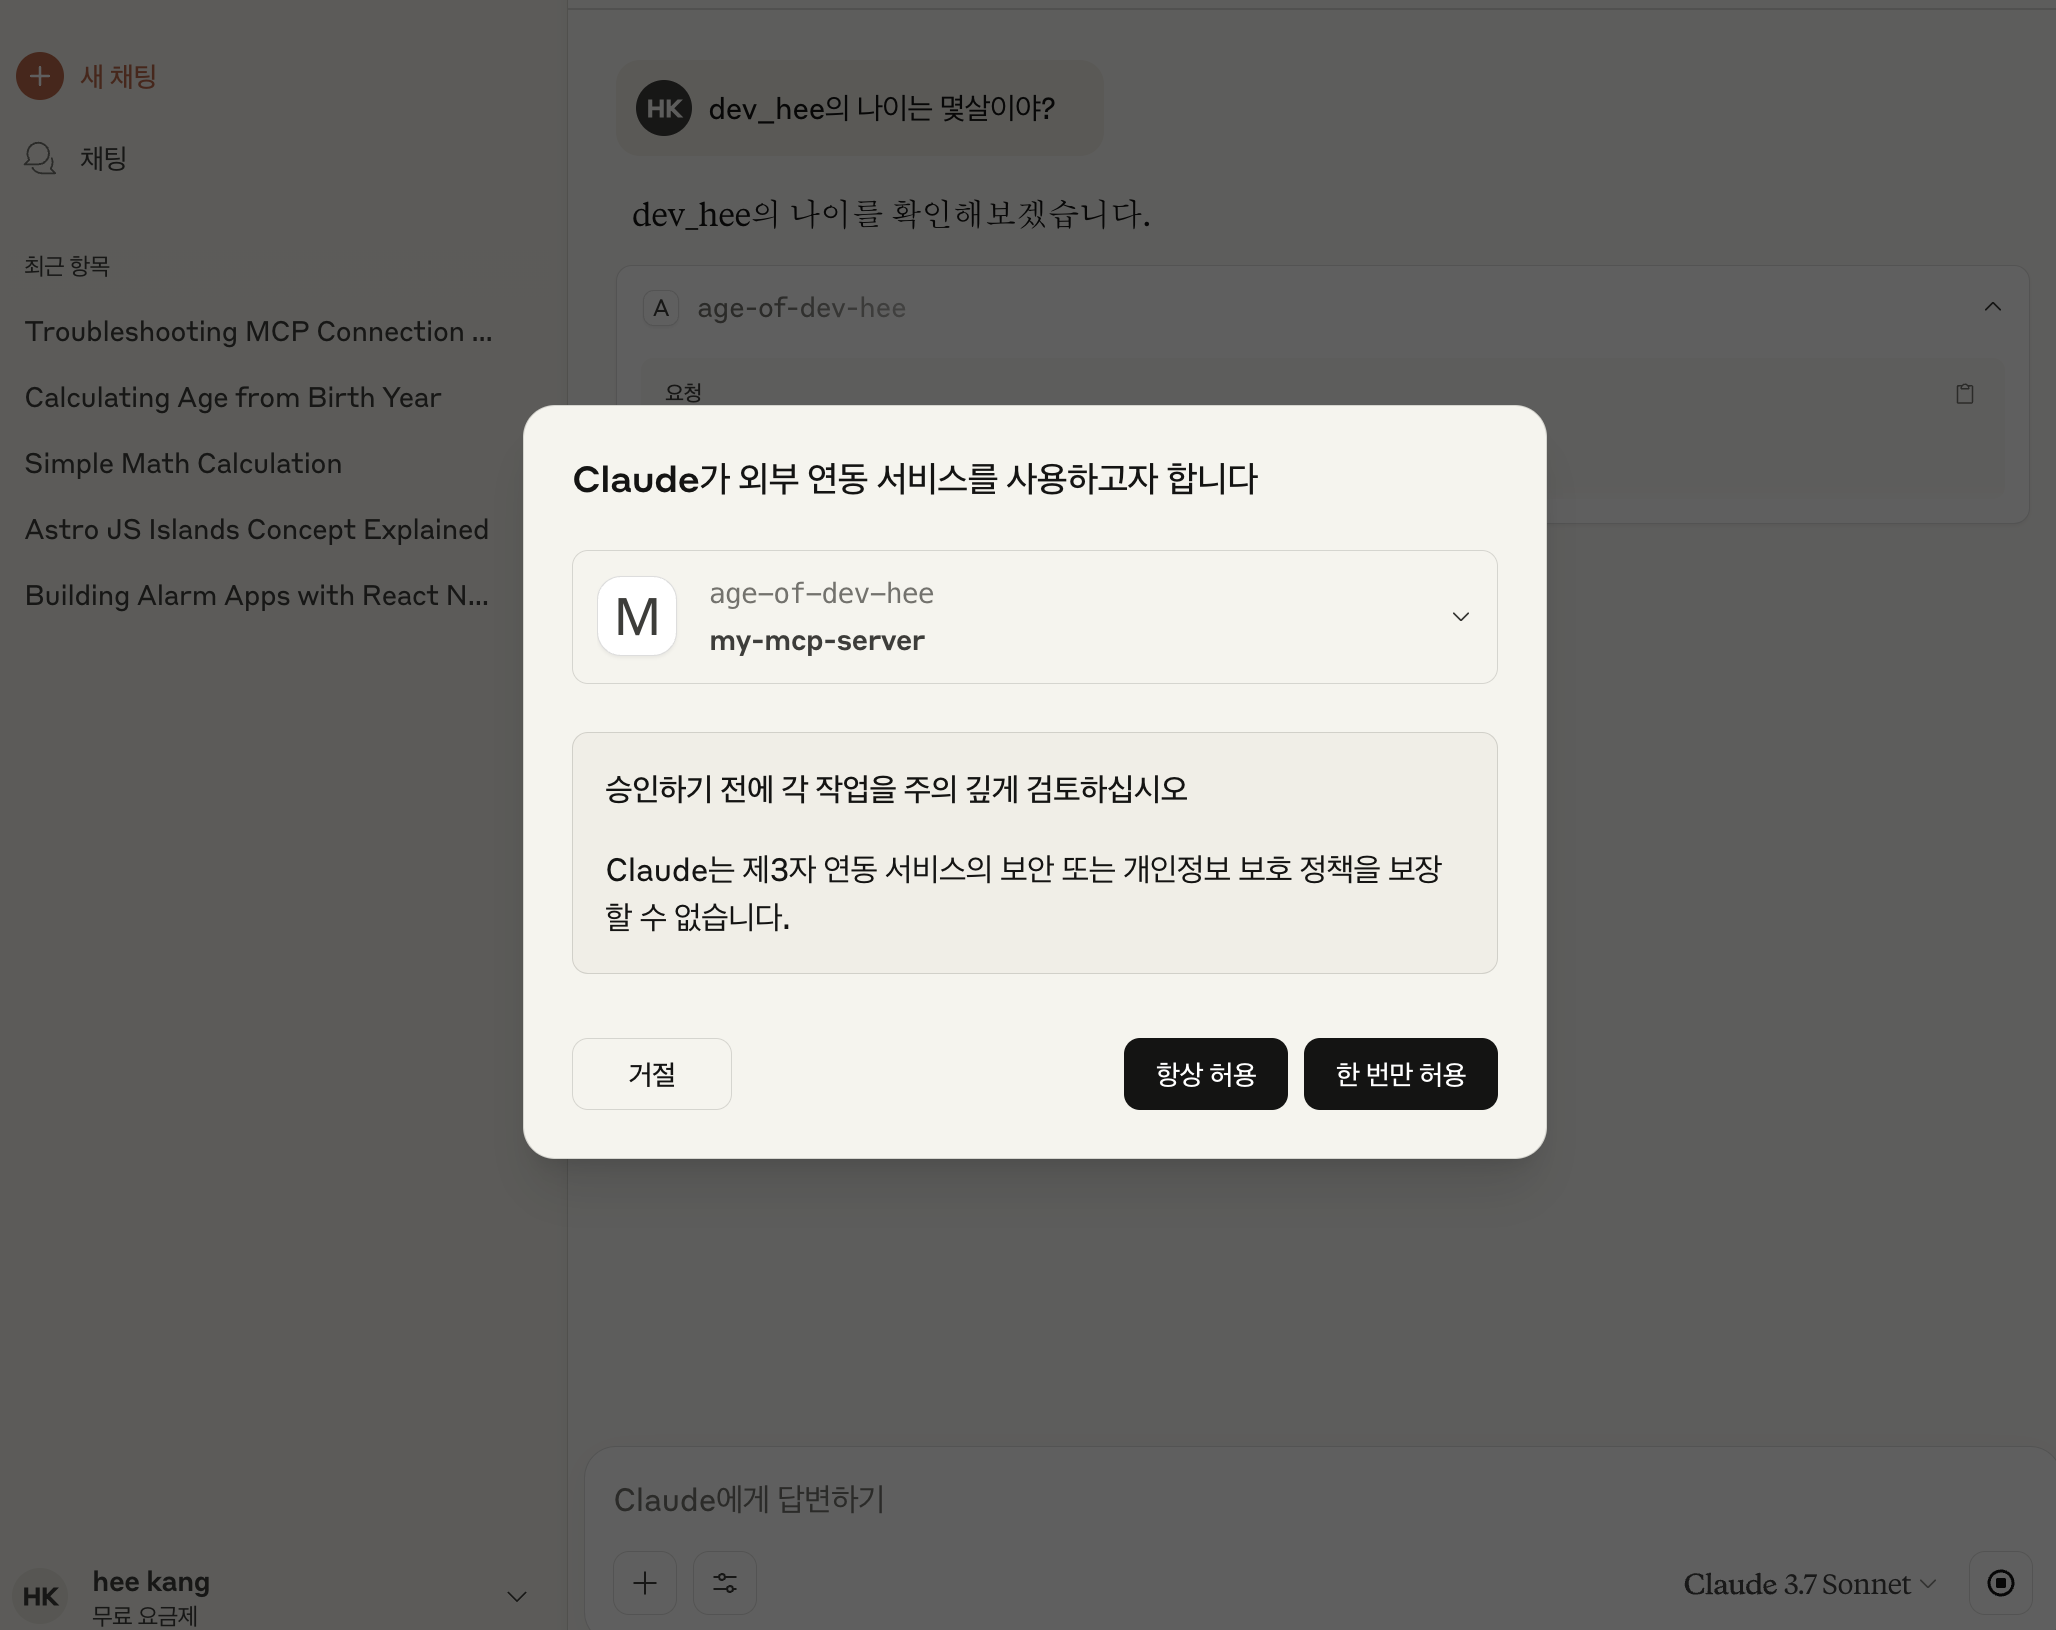 새 채팅
채팅
최근 항목
Troubleshooting MCP Connection ...
Calculating Age from Birth Year
Simple Math Calculation
Astro JS Islands Concept Explained
Building Alarm Apps with React N...
HK
hee kang
무료 요금제
HK
dev_hee의 나이는 몇살이야?
dev_hee의 나이를 확인해보겠습니다.
A
age-of-dev-hee
요청
Claude가 외부 연동 서비스를 사용하고자 합니다
M
age-of-dev-hee
my-mcp-server
승인하기 전에 각 작업을 주의 깊게 검토하십시오
Claude는 제3자 연동 서비스의 보안 또는 개인정보 보호 정책을 보장
할 수 없습니다.
거절
항상 허용
한 번만 허용
Claude에게 답변하기
Claude 3.7 Sonnet